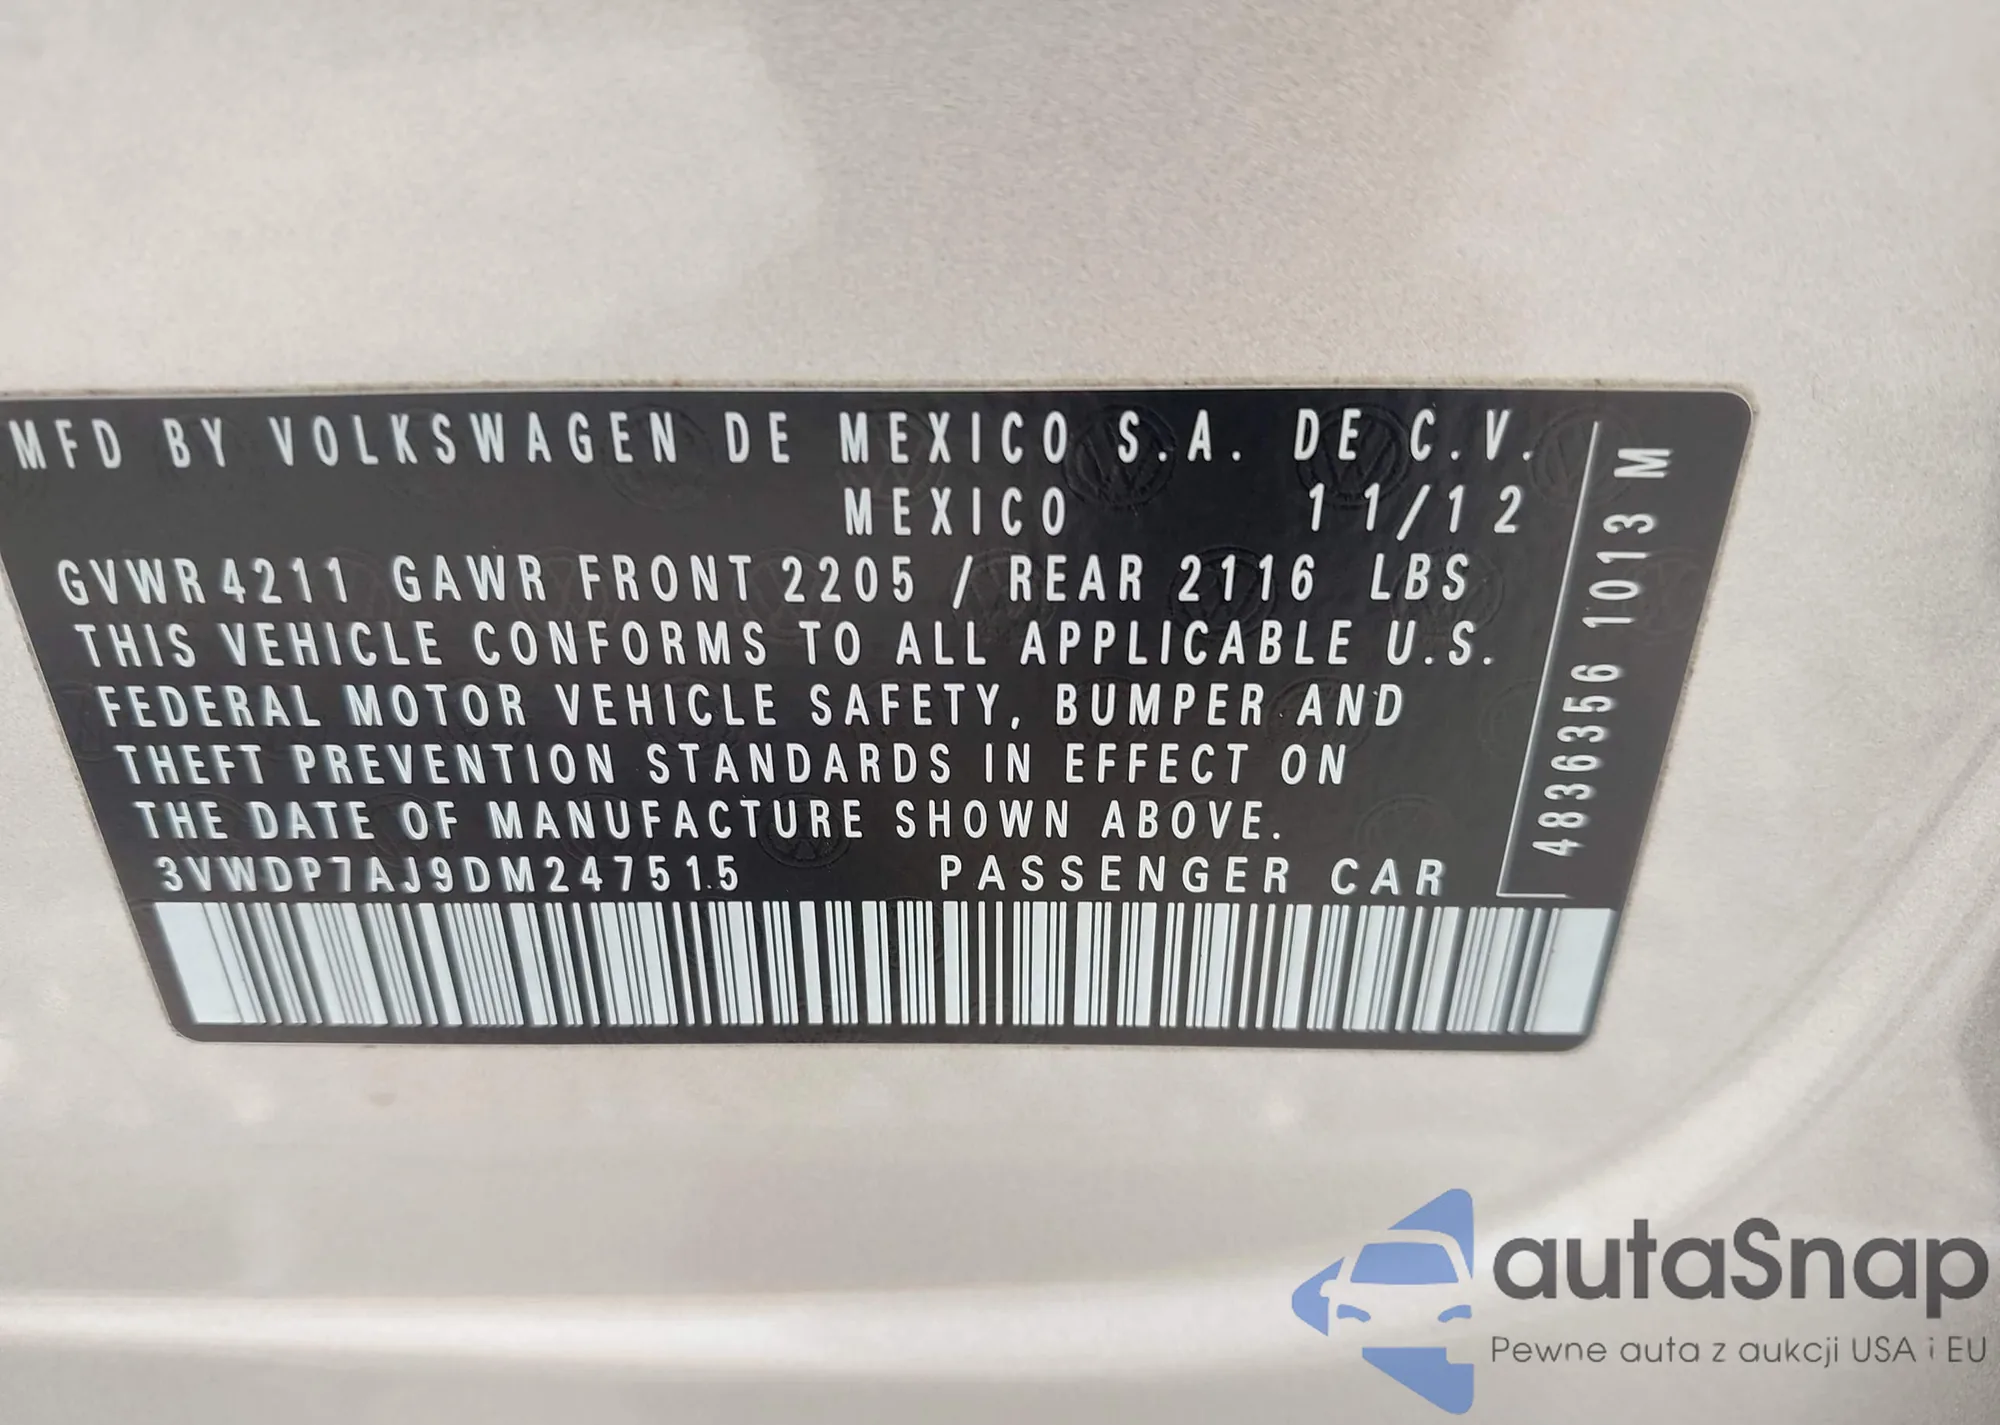 MFD BY VOLKSWAGEN DE MEXICO S.A. DE C.V.
MEXICO 11/12
GVWR 4211 GAWR FRONT 2205 / REAR 2116 LBS
THIS VEHICLE CONFORMS TO ALL APPLICABLE U.S.
FEDERAL MOTOR VEHICLE SAFETY, BUMPER AND
THEFT PREVENTION STANDARDS IN EFFECT ON
THE DATE OF MANUFACTURE SHOWN ABOVE.
3VWDP7AJ9DM247515 PASSENGER CAR
4836356 1013 M
autaSnap
Pewne auta z aukcji USA i EU